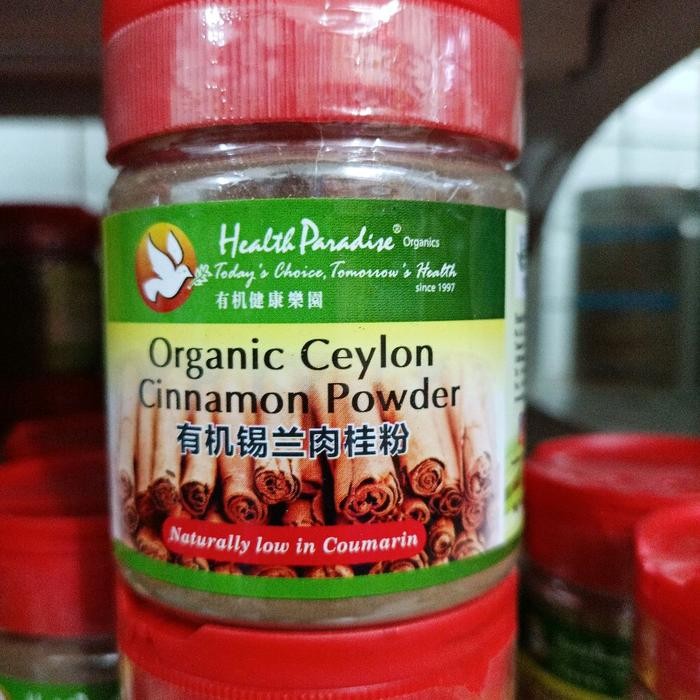 Health Paradise® Organics
Today's Choice, Tomorrow's Health
since 1997
有机健康樂園
Organic Ceylon
Cinnamon Powder
有机锡兰肉桂粉
Naturally low in Coumarin